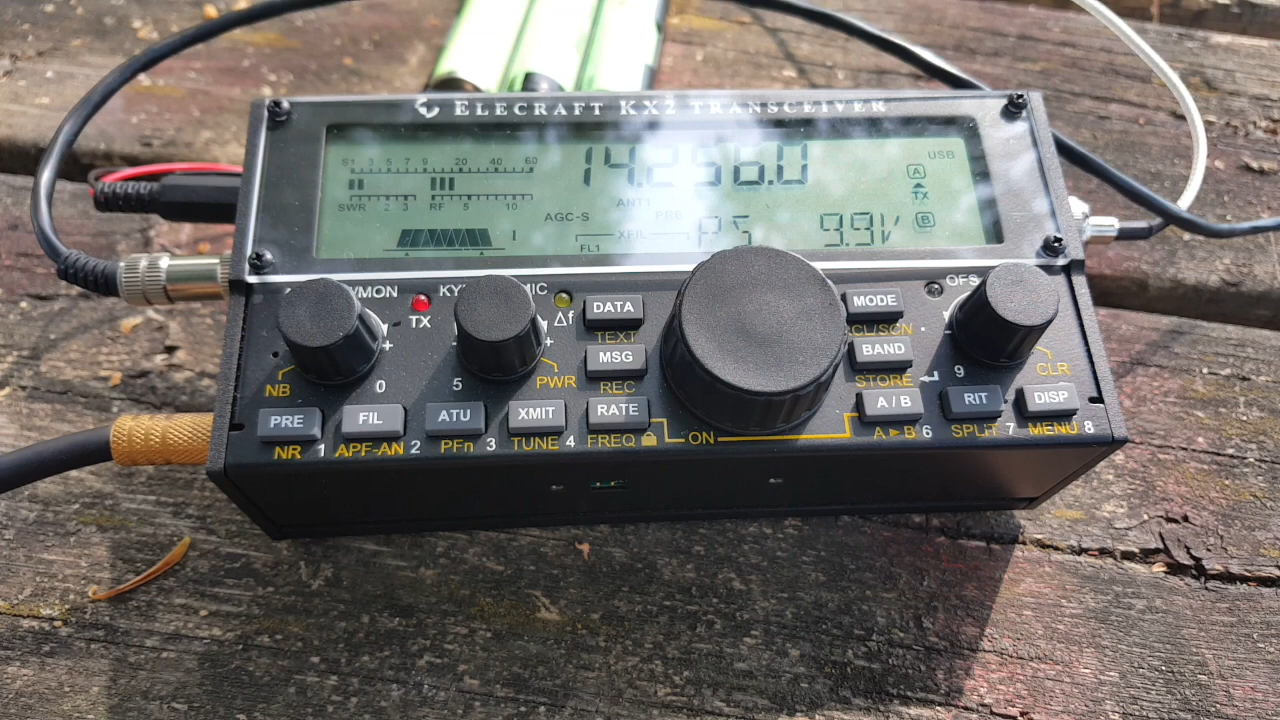 ELECRAFT KX2 TRANSCEIVER
S1 3 5 7 9 20 40 60
14.256.0
USB
A
SWR 2 3 RF 5 10
ANT1
TX
AGC-S
PRE
B
XFIL
FL1
PS 9.9V
MON
MIC
OFS
TX
Δf
DATA
MODE
TEXT
CL/SCN
+
+
MSG
BAND
NB
0
5
PWR
REC
STORE
9
CLR
PRE
FIL
ATU
XMIT
RATE
A / B
RIT
DISP
NR 1 APF-AN 2 PFn 3 TUNE 4 FREQ
ON
A►B 6 SPLiT 7 MENU 8